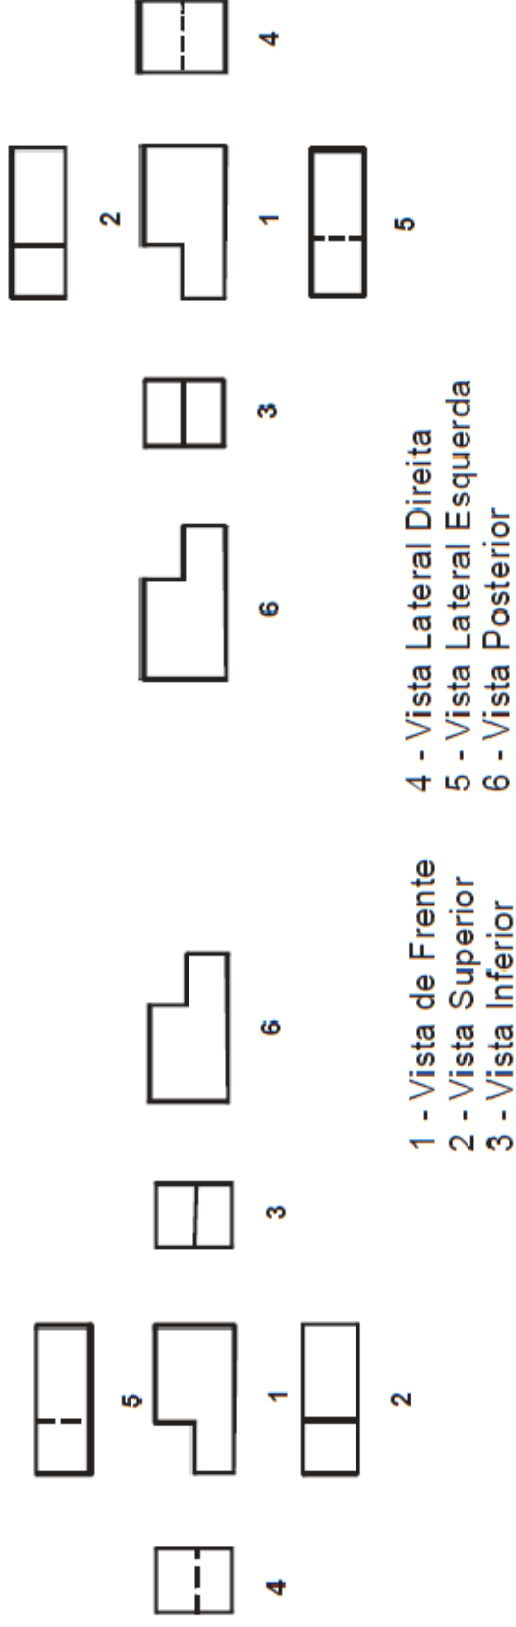 5 2
4 1 3 6 6 3 1 4
2 5
1 - Vista de Frente
2 - Vista Superior
3 - Vista Inferior
4 - Vista Lateral Direita
5 - Vista Lateral Esquerda
6 - Vista Posterior